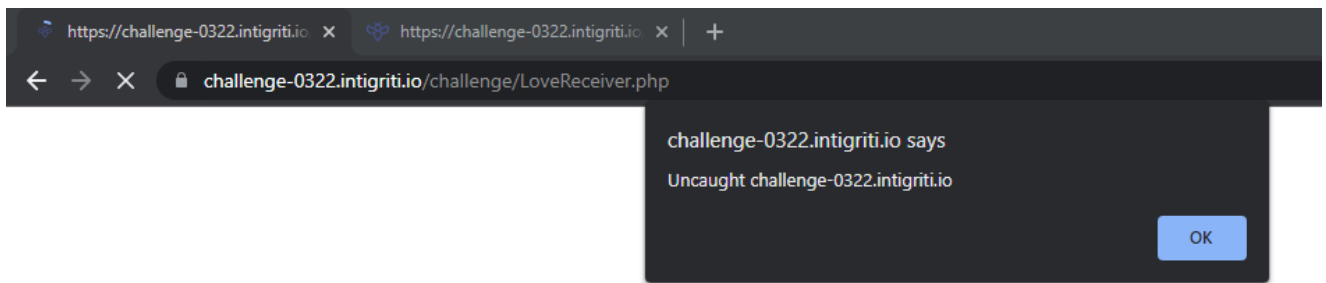 https://challenge-0322.intigriti.io
https://challenge-0322.intigriti.io
challenge-0322.intigriti.io/challenge/LoveReceiver.php
challenge-0322.intigriti.io says
Uncaught challenge-0322.intigriti.io
OK